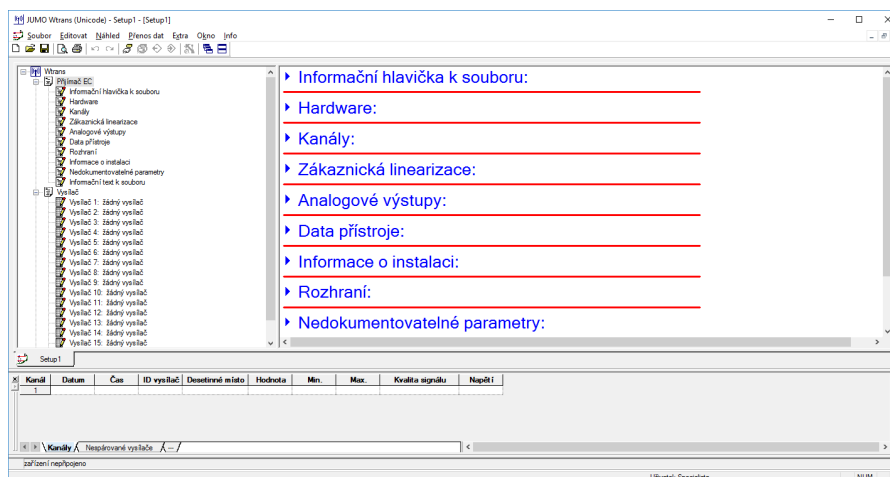 JUMO Wtrans (Unicode) - Setup1 - [Setup1]
Soubor Editovat Náhled Přenos dat Extra Okno Info
Wtrans
Přijímač EC
Informační hlavička k souboru
Hardware
Kanály
Zákaznická linearizace
Analogové výstupy
Data přístroje
Rozhraní
Informace o instalaci
Nedokumentovatelné parametry
Informační text k souboru
Vysílač
Vysílač 1: žádný vysílač
Vysílač 2: žádný vysílač
Vysílač 3: žádný vysílač
Vysílač 4: žádný vysílač
Vysílač 5: žádný vysílač
Vysílač 6: žádný vysílač
Vysílač 7: žádný vysílač
Vysílač 8: žádný vysílač
Vysílač 9: žádný vysílač
Vysílač 10: žádný vysílač
Vysílač 11: žádný vysílač
Vysílač 12: žádný vysílač
Vysílač 13: žádný vysílač
Vysílač 14: žádný vysílač
Vysílač 15: žádný vysílač
Informační hlavička k souboru:
Hardware:
Kanály:
Zákaznická linearizace:
Analogové výstupy:
Data přístroje:
Informace o instalaci:
Rozhraní:
Nedokumentovatelné parametry:
Setup1
Kanál Datum Čas ID vysílač Desetinné místo Hodnota Min. Max. Kvalita signálu Napětí
1
Kanály Nespárované vysílače
zařízení nepřipojeno